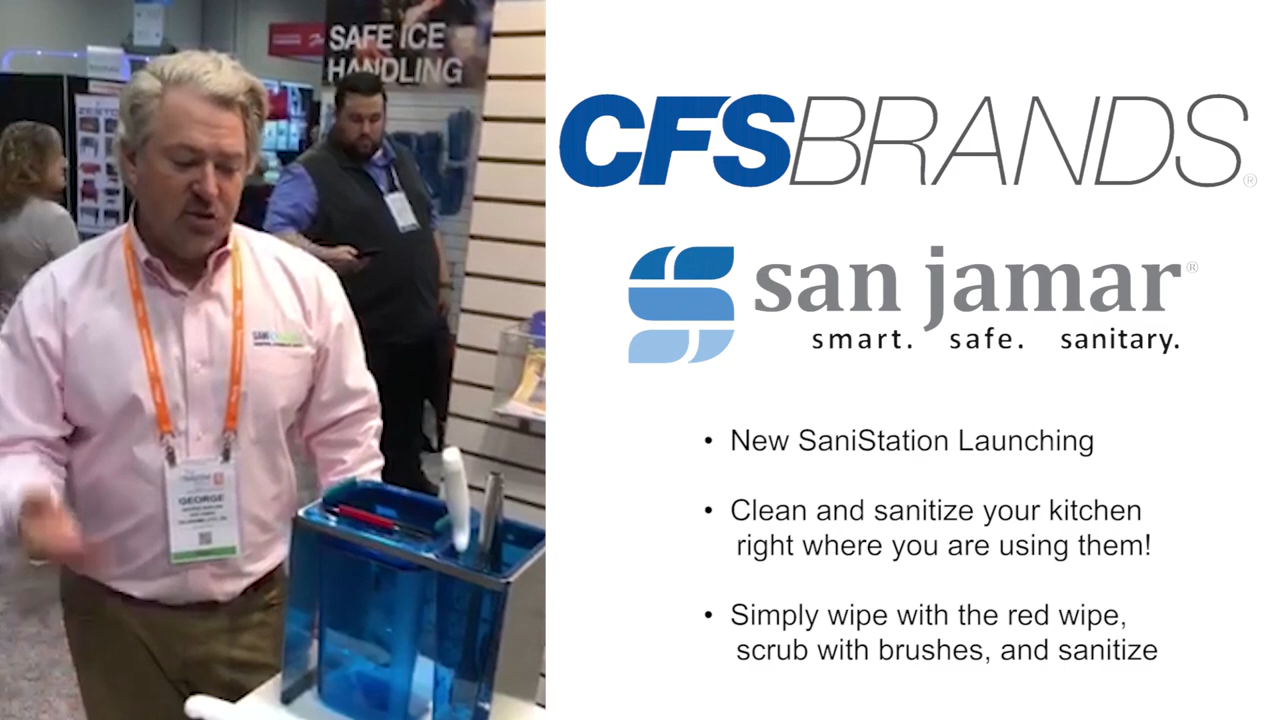 SAFE ICE
HANDLING
GEORGE
CFSBRANDS®
san jamar®
smart. safe. sanitary.
• New SaniStation Launching
• Clean and sanitize your kitchen
right where you are using them!
• Simply wipe with the red wipe,
scrub with brushes, and sanitize